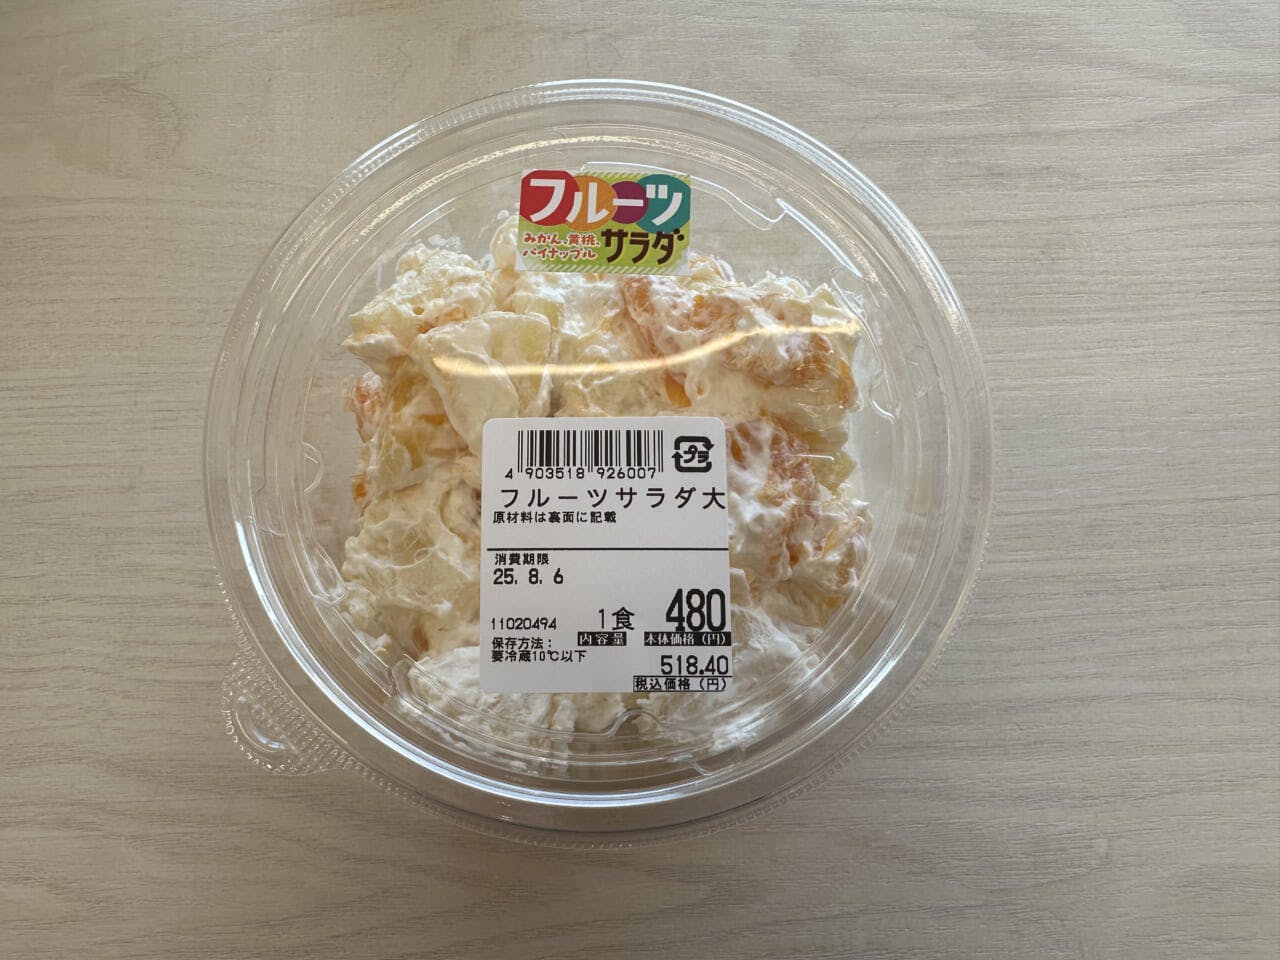 フルーツ
みかん、黄桃、
パイナップル
サラダ
4 903518 926007
プラ
フルーツサラダ大
原材料は裏面に記載
消費期限
25. 8. 6
11020494
1食
内容量
480
本体価格(円)
保存方法:
要冷蔵10℃以下
518.40
税込価格(円)